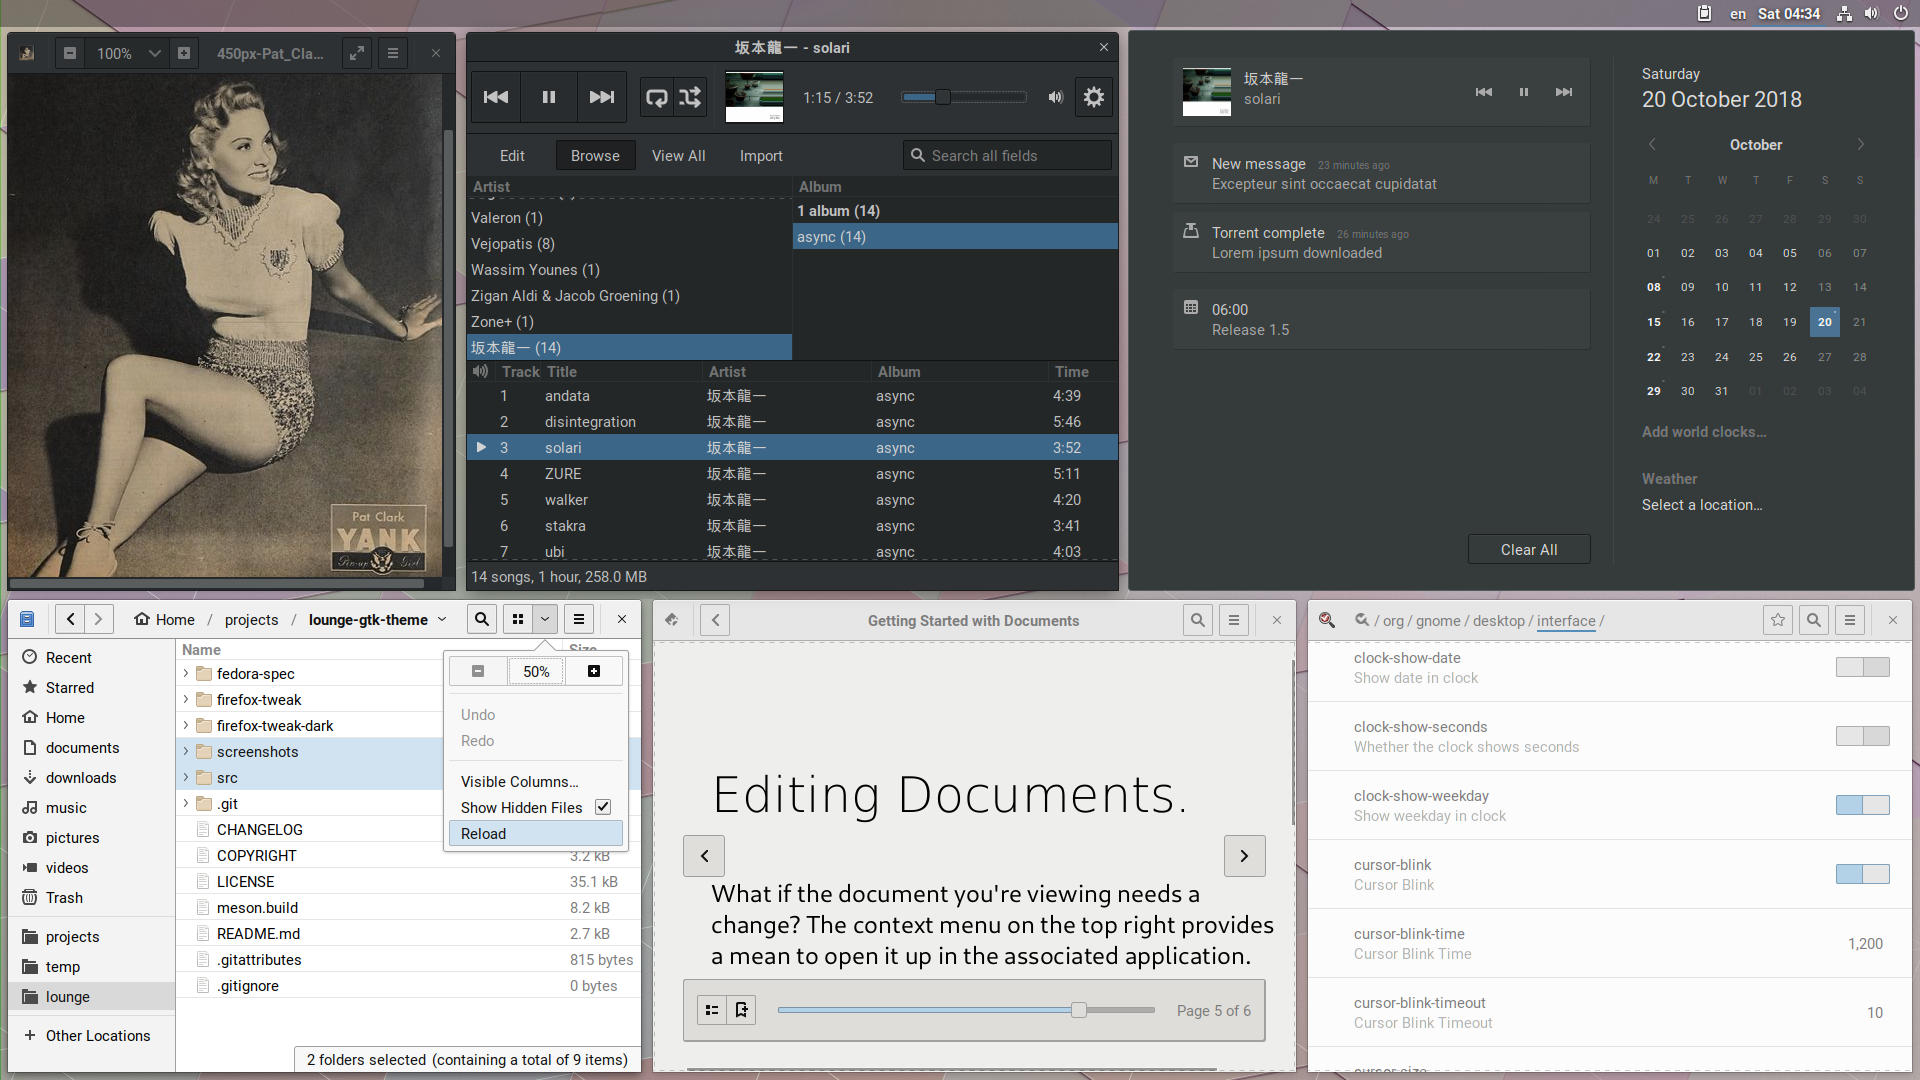 en Sat 04:34
100% 450px-Pat_Cla...
Pat Clark
YANK
Pin-up Girl
坂本龍一 - solari
1:15 / 3:52
Edit Browse View All Import Search all fields
Artist Album
Valeron (1)
Vejopatis (8)
Wassim Younes (1)
Zigan Aldi & Jacob Groening (1)
Zone+ (1)
坂本龍一 (14)
1 album (14)
async (14)
Track Title Artist Album Time
1 andata 坂本龍一 async 4:39
2 disintegration 坂本龍一 async 5:46
3 solari 坂本龍一 async 3:52
4 ZURE 坂本龍一 async 5:11
5 walker 坂本龍一 async 4:20
6 stakra 坂本龍一 async 3:41
7 ubi 坂本龍一 async 4:03
14 songs, 1 hour, 258.0 MB
坂本龍一
solari
New message 23 minutes ago
Excepteur sint occaecat cupidatat
Torrent complete 26 minutes ago
Lorem ipsum downloaded
06:00
Release 1.5
Clear All
Saturday
20 October 2018
October
M T W T F S S
24 25 26 27 28 29 30
01 02 03 04 05 06 07
08 09 10 11 12 13 14
15 16 17 18 19 20 21
22 23 24 25 26 27 28
29 30 31 01 02 03 04
Add world clocks...
Weather
Select a location...
Home / projects / lounge-gtk-theme
Recent
Starred
Home
documents
downloads
music
pictures
videos
Trash
projects
temp
lounge
Other Locations
Name Size
fedora-spec
firefox-tweak
firefox-tweak-dark
screenshots
src
.git
CHANGELOG
COPYRIGHT 3.2 kB
LICENSE 35.1 kB
meson.build 8.2 kB
README.md 2.7 kB
.gitattributes 815 bytes
.gitignore 0 bytes
50%
Undo
Redo
Visible Columns...
Show Hidden Files
Reload
2 folders selected (containing a total of 9 items)
Getting Started with Documents
Editing Documents.
What if the document you're viewing needs a
change? The context menu on the top right provides
a mean to open it up in the associated application.
Page 5 of 6
/ org / gnome / desktop / interface /
clock-show-date
Show date in clock
clock-show-seconds
Whether the clock shows seconds
clock-show-weekday
Show weekday in clock
cursor-blink
Cursor Blink
cursor-blink-time
Cursor Blink Time
1,200
cursor-blink-timeout
Cursor Blink Timeout
10
cursor-size